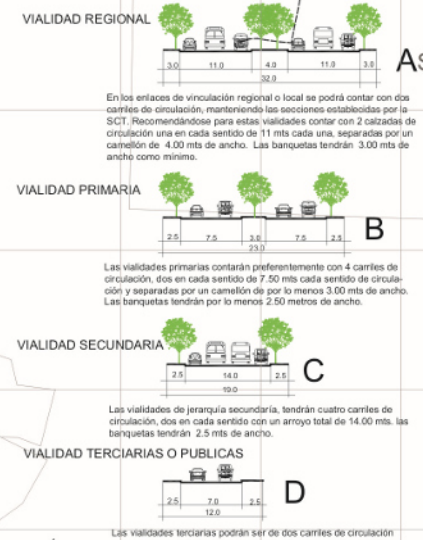 VIALIDAD REGIONAL
3.0 11.0 4.0 11.0 3.0
32.0
A
En los enlaces de vinculación regional o local se podrá contar con dos
carriles de circulación, manteniendo las secciones establecidas por la
SCT. Recomendándose para estas vialidades contar con 2 calzadas de
circulación una en cada sentido de 11 mts cada una, separadas por un
camellón de 4.00 mts de ancho. Las banquetas tendrán 3.00 mts de
ancho como mínimo.
VIALIDAD PRIMARIA
2.5 7.5 3.0 7.5 2.5
23.0
B
Las vialidades primarias contarán preferentemente con 4 carriles de
circulación, dos en cada sentido de 7.50 mts cada sentido de circula-
ción y separadas por un camellón de por lo menos 3.00 mts de ancho.
Las banquetas tendrán por lo menos 2.50 metros de ancho.
VIALIDAD SECUNDARIA
2.5 14.0 2.5
19.0
C
Las vialidades de jerarquía secundaría, tendrán cuatro carriles de
circulación, dos en cada sentido con un arroyo total de 14.00 mts. las
banquetas tendrán 2.5 mts de ancho.
VIALIDAD TERCIARIAS O PUBLICAS
2.5 7.0 2.5
12.0
D
Las vialidades terciarias podrán ser de dos carriles de circulación